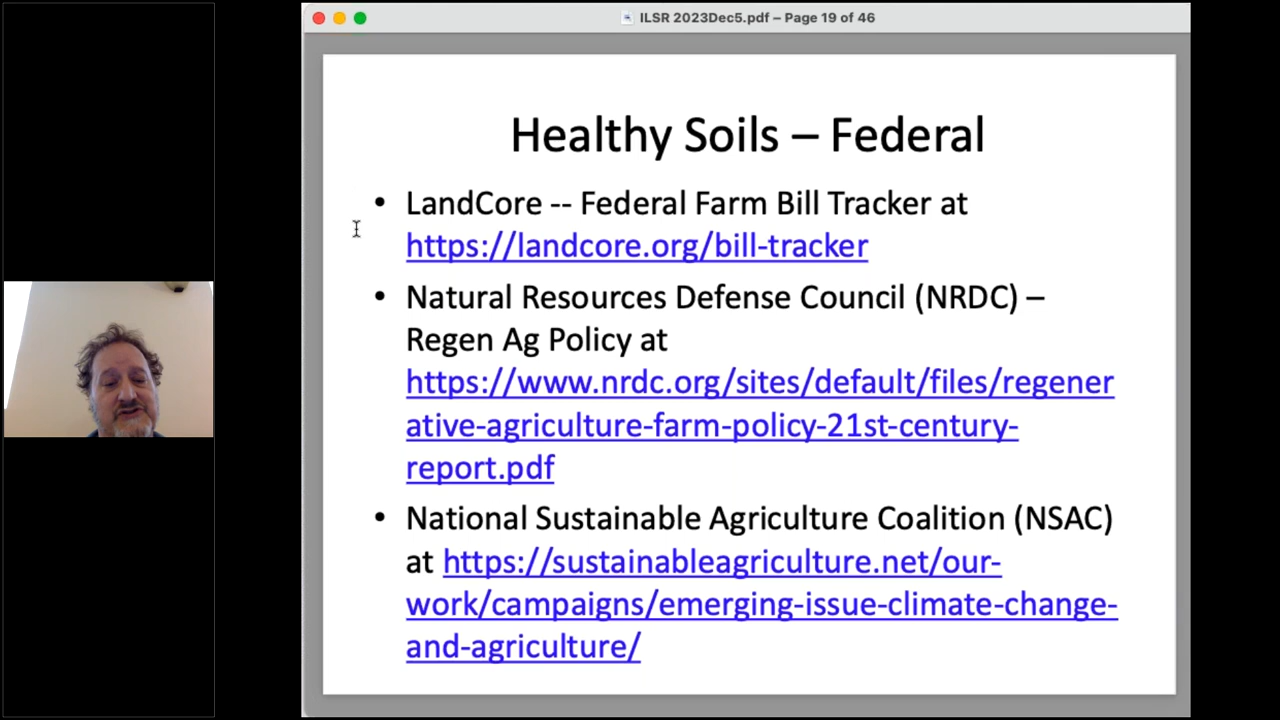 ILSR 2023Dec5.pdf – Page 19 of 46
Healthy Soils – Federal
• LandCore -- Federal Farm Bill Tracker at
https://landcore.org/bill-tracker
• Natural Resources Defense Council (NRDC) –
Regen Ag Policy at
https://www.nrdc.org/sites/default/files/regener
ative-agriculture-farm-policy-21st-century-
report.pdf
• National Sustainable Agriculture Coalition (NSAC)
at https://sustainableagriculture.net/our-
work/campaigns/emerging-issue-climate-change-
and-agriculture/